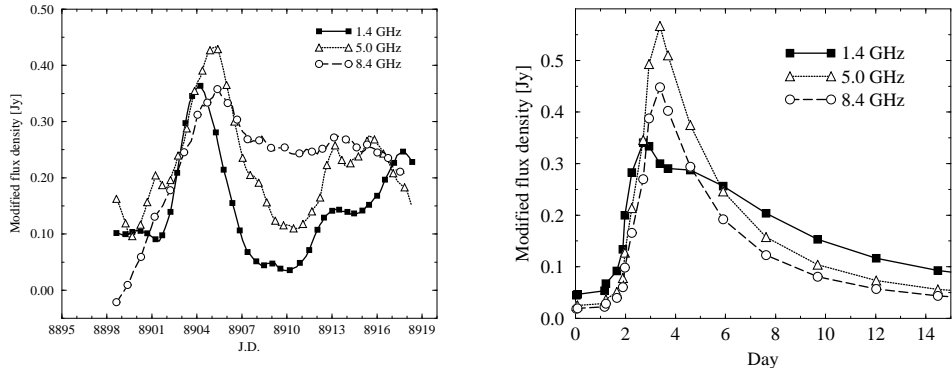 Modified flux density [Jy]
0.50
0.40
0.30
0.20
0.10
0.00
1.4 GHz
5.0 GHz
8.4 GHz
8895 8898 8901 8904 8907 8910 8913 8916 8919
J.D.
Modified flux density [Jy]
0.5
0.4
0.3
0.2
0.1
0.0
1.4 GHz
5.0 GHz
8.4 GHz
0 2 4 6 8 10 12 14
Day